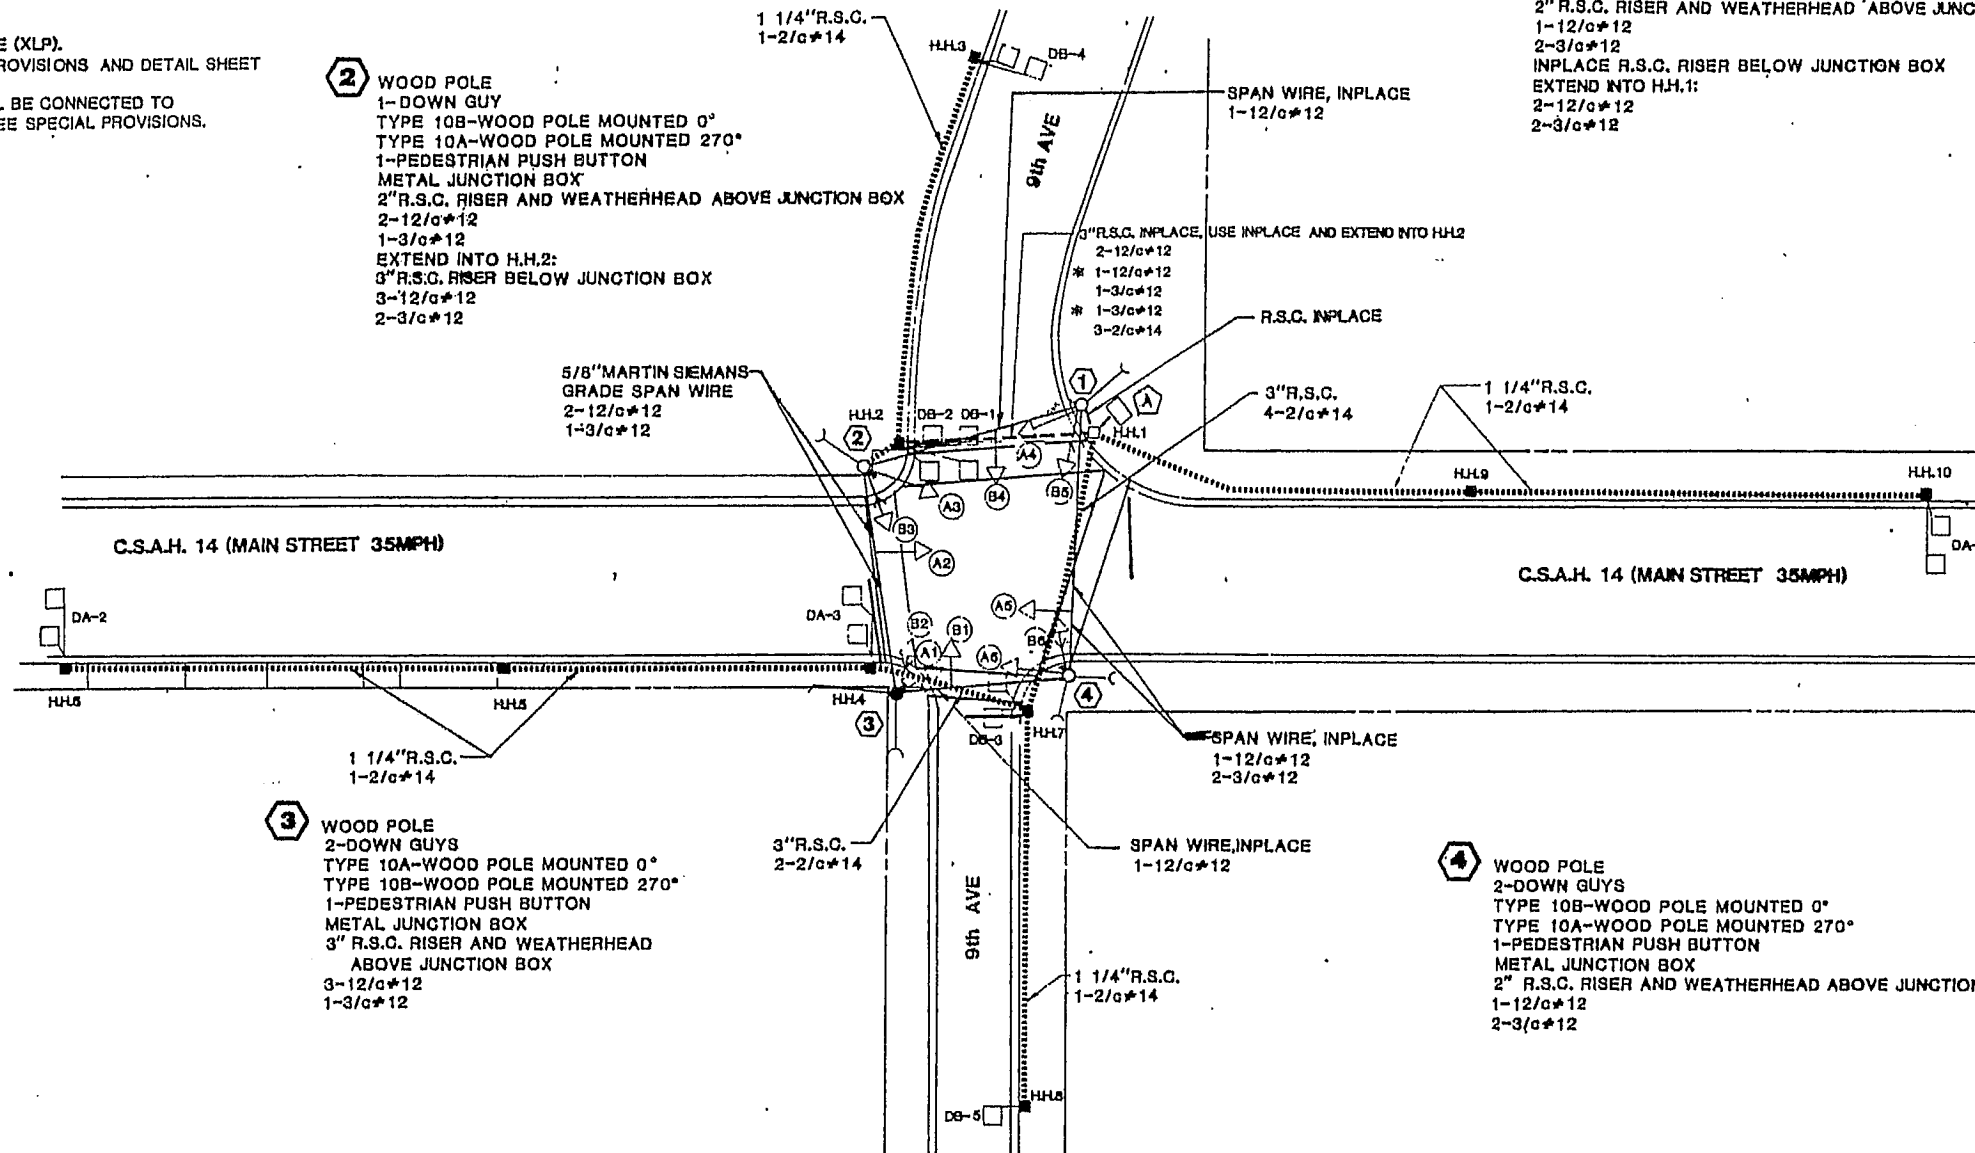 E (XLP).
ROVISIONS AND DETAIL SHEET
BE CONNECTED TO
EE SPECIAL PROVISIONS.
2
WOOD POLE
1-DOWN GUY
TYPE 10B-WOOD POLE MOUNTED 0°
TYPE 10A-WOOD POLE MOUNTED 270°
1-PEDESTRIAN PUSH BUTTON
METAL JUNCTION BOX
2"R.S.C. RISER AND WEATHERHEAD ABOVE JUNCTION BOX
2-12/c#12
1-3/c#12
EXTEND INTO H.H.2:
3"R.S.C. RISER BELOW JUNCTION BOX
3-12/c#12
2-3/c#12
1 1/4"R.S.C.
1-2/c#14
H.H.3
DB-4
9th AVE
SPAN WIRE, INPLACE
1-12/c#12
2"R.S.C. RISER AND WEATHERHEAD ABOVE JUNC
1-12/c#12
2-3/c#12
INPLACE R.S.C. RISER BELOW JUNCTION BOX
EXTEND INTO H.H.1:
2-12/c#12
2-3/c#12
3"R.S.C. INPLACE, USE INPLACE AND EXTEND INTO H.H.2
2-12/c#12
* 1-12/c#12
1-3/c#12
* 1-3/c#12
3-2/c#14
R.S.C. INPLACE
5/8"MARTIN SIEMANS
GRADE SPAN WIRE
2-12/c#12
1-3/c#12
H.H.2
DB-2
DB-1
1
A
H.H.1
2
A4
3"R.S.C.
4-2/c#14
1 1/4"R.S.C.
1-2/c#14
H.H.9
H.H.10
DA-
B3
A3
B4
B5
A2
C.S.A.H. 14 (MAIN STREET 35MPH)
C.S.A.H. 14 (MAIN STREET 35MPH)
DA-2
DA-3
B2
B1
A1
A5
B6
A6
H.H.6
H.H.5
H.H.4
3
DB-3
H.H.7
4
1 1/4"R.S.C.
1-2/c#14
SPAN WIRE, INPLACE
1-12/c#12
2-3/c#12
3
WOOD POLE
2-DOWN GUYS
TYPE 10A-WOOD POLE MOUNTED 0°
TYPE 10B-WOOD POLE MOUNTED 270°
1-PEDESTRIAN PUSH BUTTON
METAL JUNCTION BOX
3" R.S.C. RISER AND WEATHERHEAD
ABOVE JUNCTION BOX
3-12/c#12
1-3/c#12
3"R.S.C.
2-2/c#14
SPAN WIRE,INPLACE
1-12/c#12
9th AVE
1 1/4"R.S.C.
1-2/c#14
4
WOOD POLE
2-DOWN GUYS
TYPE 10B-WOOD POLE MOUNTED 0°
TYPE 10A-WOOD POLE MOUNTED 270°
1-PEDESTRIAN PUSH BUTTON
METAL JUNCTION BOX
2" R.S.C. RISER AND WEATHERHEAD ABOVE JUNCTION
1-12/c#12
2-3/c#12
DB-5
H.H.8